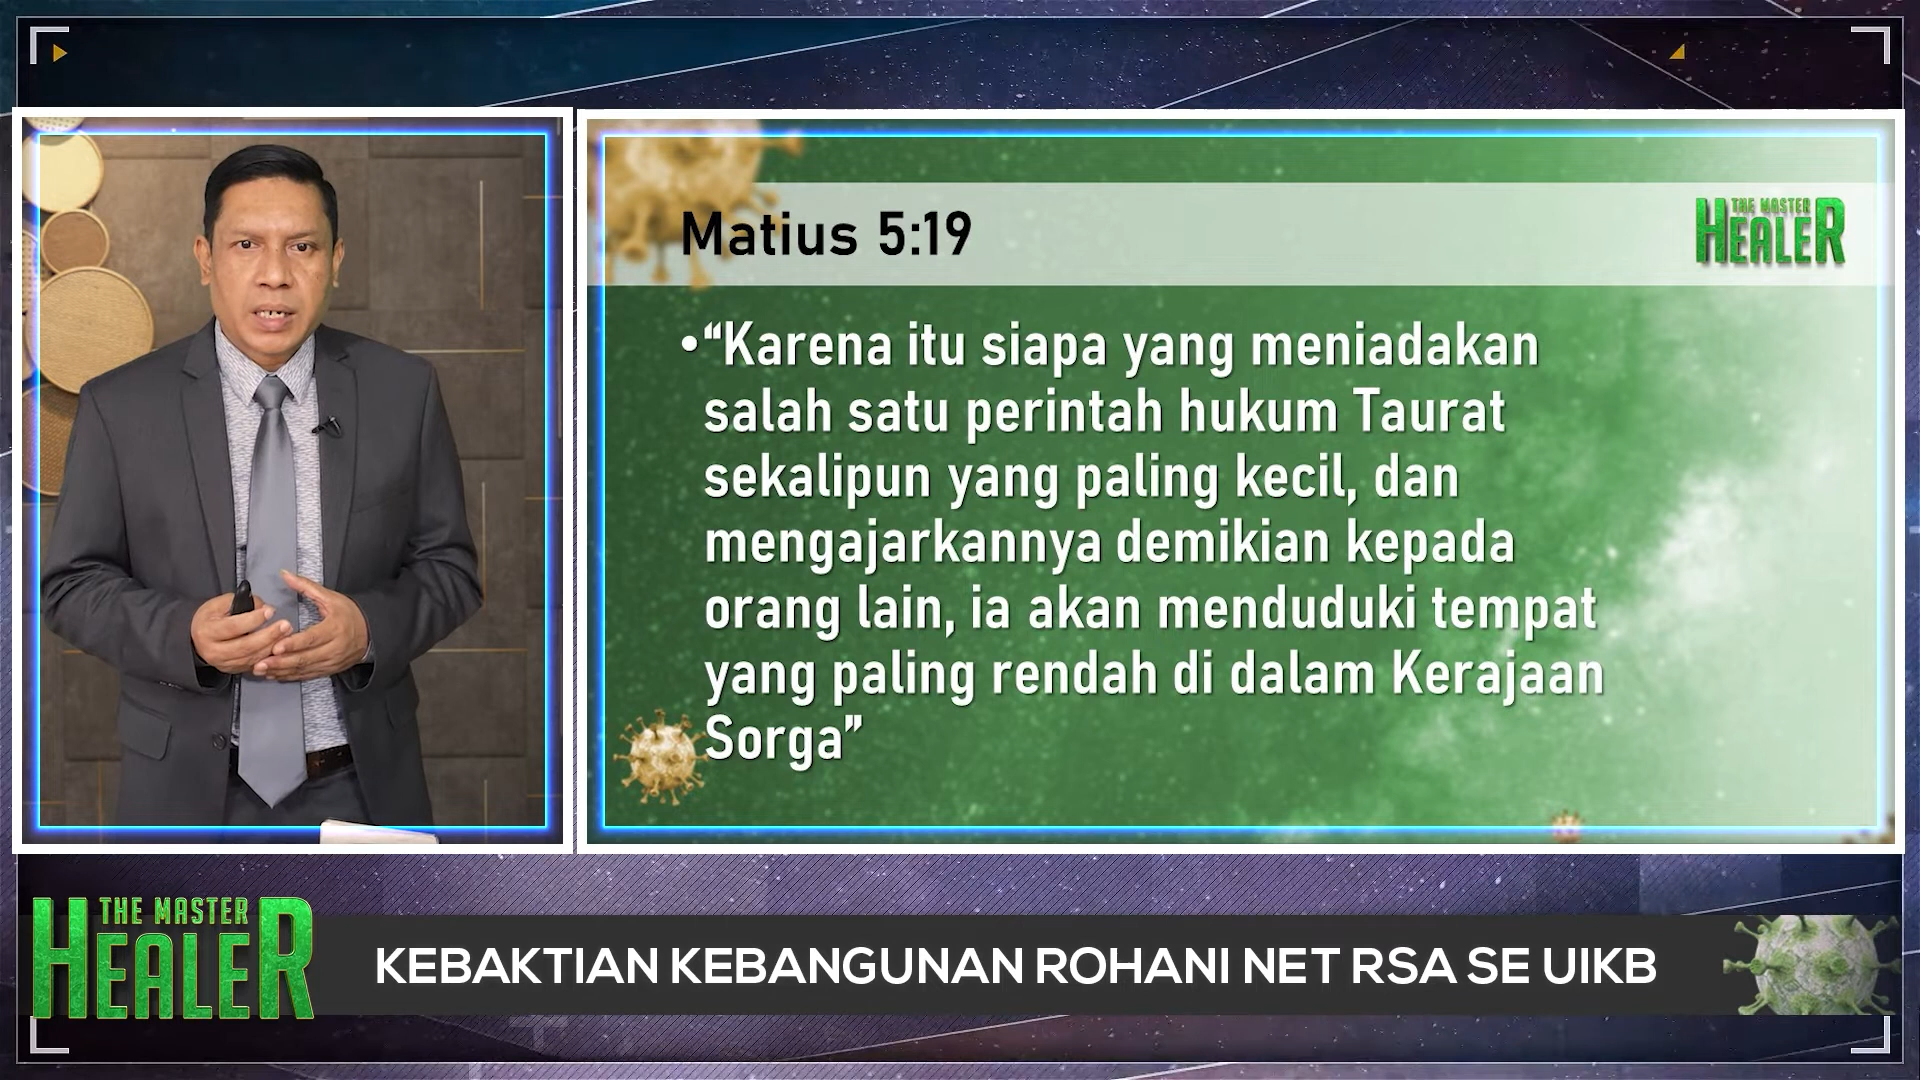 Matius 5:19
THE MASTER
HEALER
•“Karena itu siapa yang meniadakan
salah satu perintah hukum Taurat
sekalipun yang paling kecil, dan
mengajarkannya demikian kepada
orang lain, ia akan menduduki tempat
yang paling rendah di dalam Kerajaan
Sorga”
THE MASTER
HEALER
KEBAKTIAN KEBANGUNAN ROHANI NET RSA SE UIKB